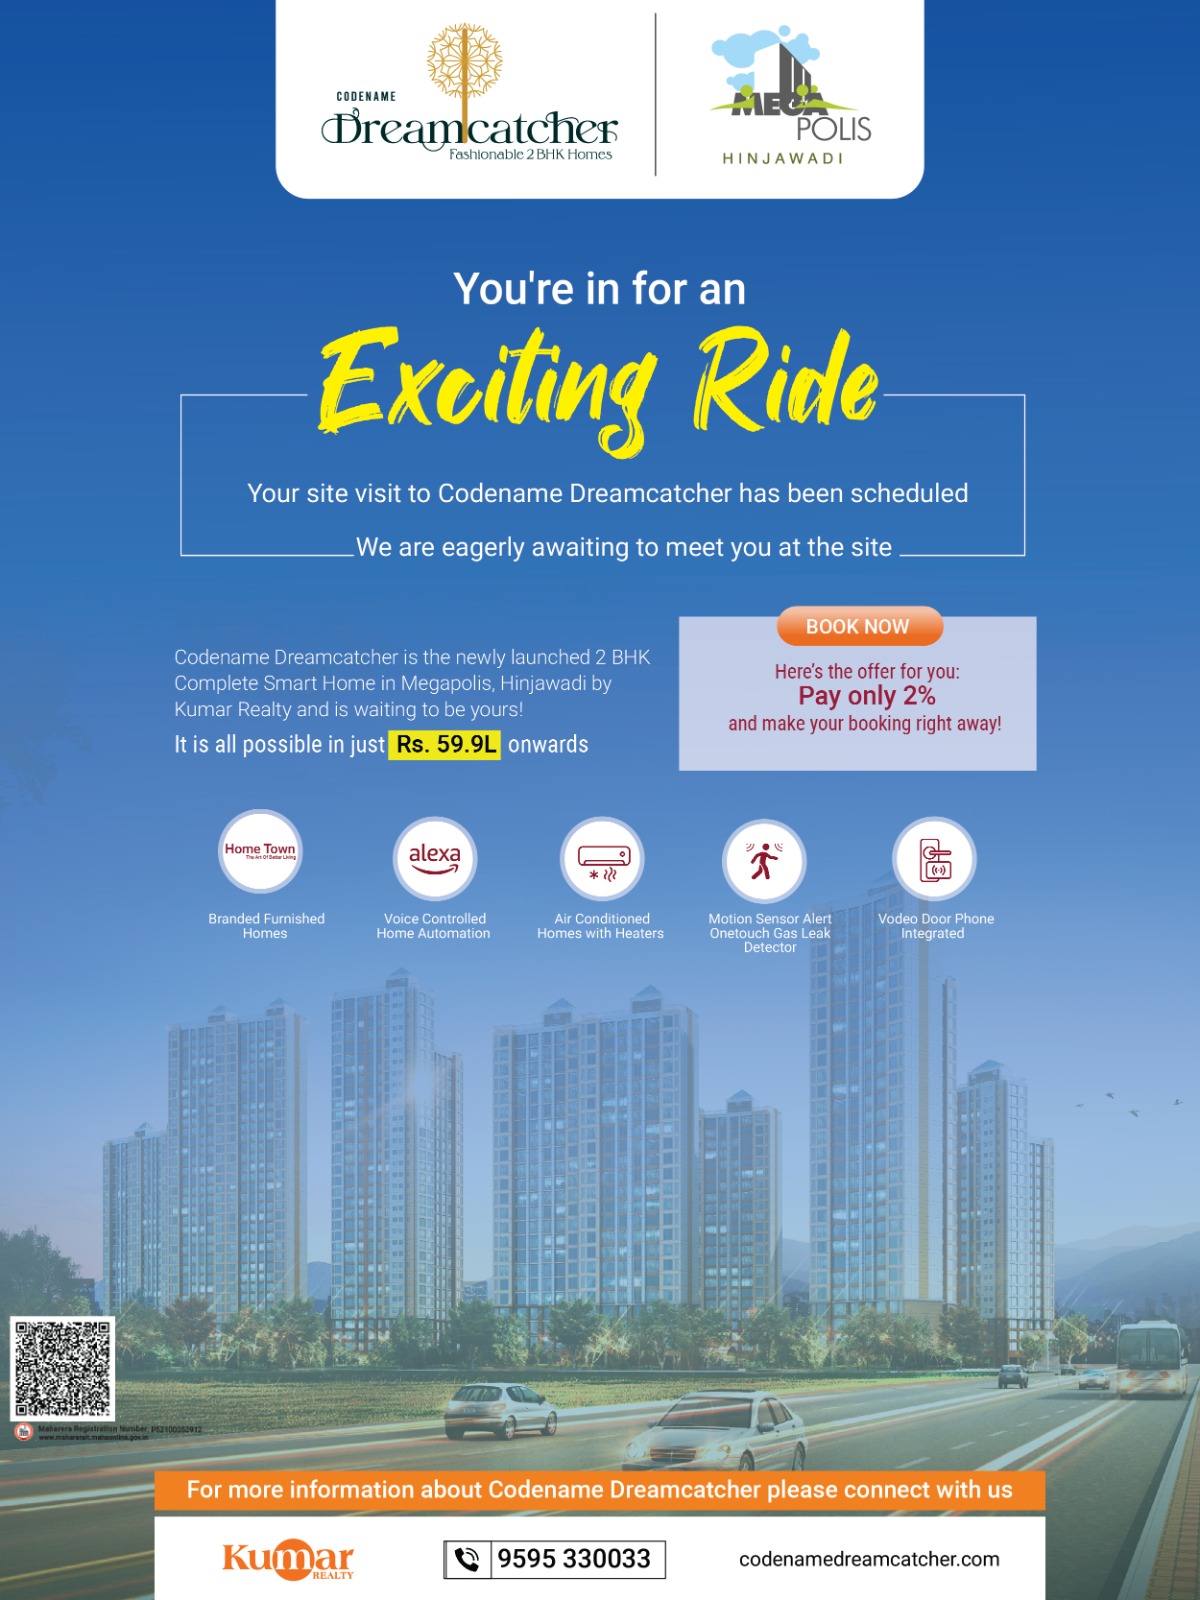 CODENAME
Dreamcatcher
Fashionable 2 BHK Homes
MEGA
POLIS
HINJAWADI
You're in for an
Exciting Ride
Your site visit to Codename Dreamcatcher has been scheduled
We are eagerly awaiting to meet you at the site
Codename Dreamcatcher is the newly launched 2 BHK
Complete Smart Home in Megapolis, Hinjawadi by
Kumar Realty and is waiting to be yours!
It is all possible in just Rs. 59.9L onwards
BOOK NOW
Here's the offer for you:
Pay only 2%
and make your booking right away!
Home Town
The Art Of Better Living
Branded Furnished
Homes
alexa
Voice Controlled
Home Automation
Air Conditioned
Homes with Heaters
Motion Sensor Alert
Onetouch Gas Leak
Detector
Vodeo Door Phone
Integrated
Maharera Registration Number:
For more information about Codename Dreamcatcher please connect with us
Kumar
REALTY
9595 330033
codenamedreamcatcher.com